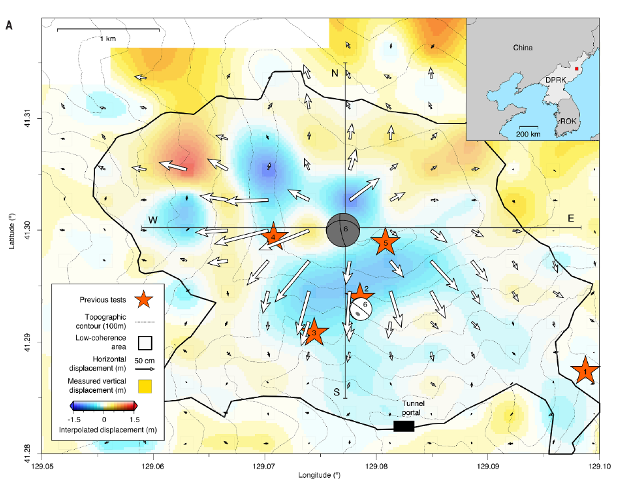 A
1 km
N
China
DPRK
ROK
200 km
41.31
W
E
6
4
5
41.30
Latitude (°)
2
6
3
1
S
Previous tests
Topographic
contour (100m)
Low-coherence
area
Horizontal 50 cm
displacement (m)
Measured vertical
displacement (m)
-1.5 0 1.5
Interpolated displacement (m)
41.29
Tunnel
portal
41.28
129.05 129.06 129.07 129.08 129.09 129.10
Longitude (°)